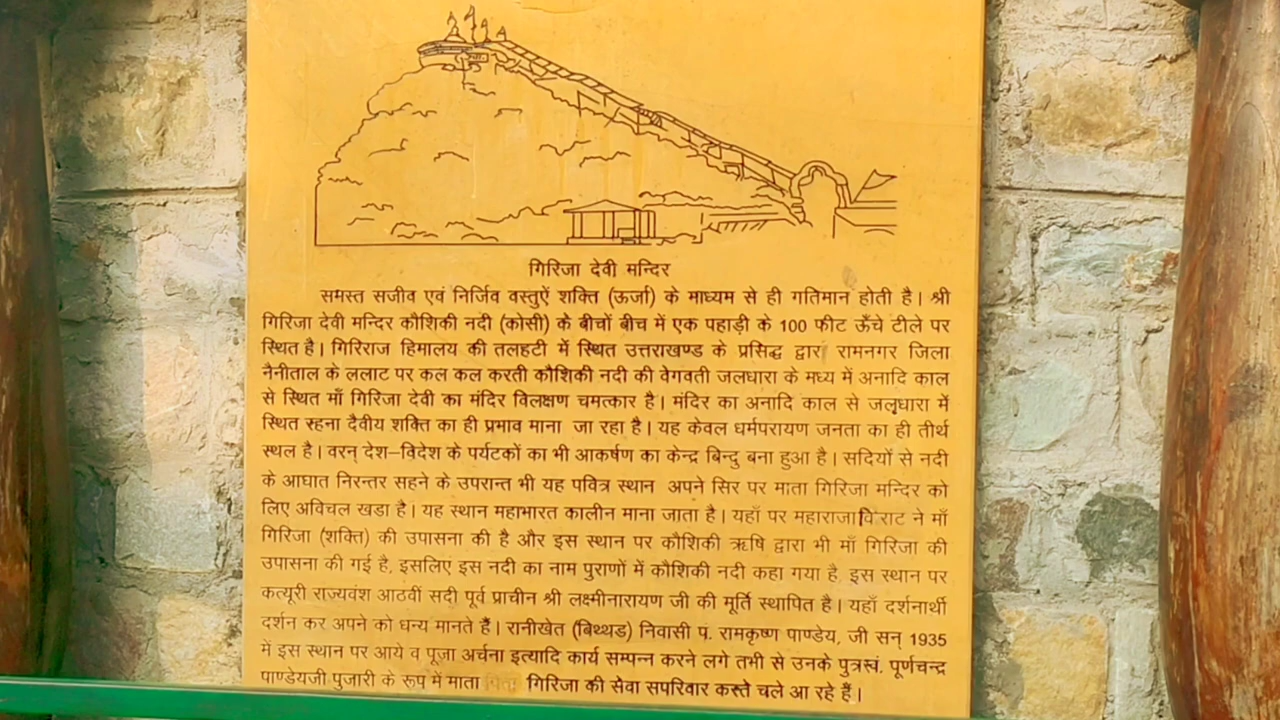 गिरिजा देवी मन्दिर
समस्त सजीव एवं निर्जिव वस्तुऐं शक्ति (ऊर्जा) के माध्यम से ही गतिमान होती है। श्री
गिरिजा देवी मन्दिर कौशिकी नदी (कोसी) के बीचों बीच में एक पहाड़ी के 100 फीट ऊँचे टीले पर
स्थित है। गिरिराज हिमालय की तलहटी में स्थित उत्तराखण्ड के प्रसिद्ध द्वार रामनगर जिला
नैनीताल के ललाट पर कल कल करती कौशिकी नदी की वेगवती जलधारा के मध्य में अनादि काल
से स्थित माँ गिरिजा देवी का मंदिर विलक्षण चमत्कार है। मंदिर का अनादि काल से जलधारा में
स्थित रहना दैवीय शक्ति का ही प्रभाव माना जा रहा है। यह केवल धर्मपरायण जनता का ही तीर्थ
स्थल है। वरन् देश–विदेश के पर्यटकों का भी आकर्षण का केन्द्र बिन्दु बना हुआ है। सदियों से नदी
के आघात निरन्तर सहने के उपरान्त भी यह पवित्र स्थान अपने सिर पर माता गिरिजा मन्दिर को
लिए अविचल खडा है। यह स्थान महाभारत कालीन माना जाता है। यहाँ पर महाराजा विराट ने माँ
गिरिजा (शक्ति) की उपासना की है और इस स्थान पर कौशिकी ऋषि द्वारा भी माँ गिरिजा की
उपासना की गई है, इसलिए इस नदी का नाम पुराणों में कौशिकी नदी कहा गया है, इस स्थान पर
कत्यूरी राज्यवंश आठवीं सदी पूर्व प्राचीन श्री लक्ष्मीनारायण जी की मूर्ति स्थापित है। यहाँ दर्शनार्थी
दर्शन कर अपने को धन्य मानते हैं। रानीखेत (बिथ्थड) निवासी प. रामकृष्ण पाण्डेय, जी सन् 1935
में इस स्थान पर आये व पूजा अर्चना इत्यादि कार्य सम्पन्न करने लगे तभी से उनके पूर्णचन्द्र
पाण्डेयजी पुजारी के रूप में माता गिरिजा की सेवा सपरिवार करते चले आ रहे हैं।